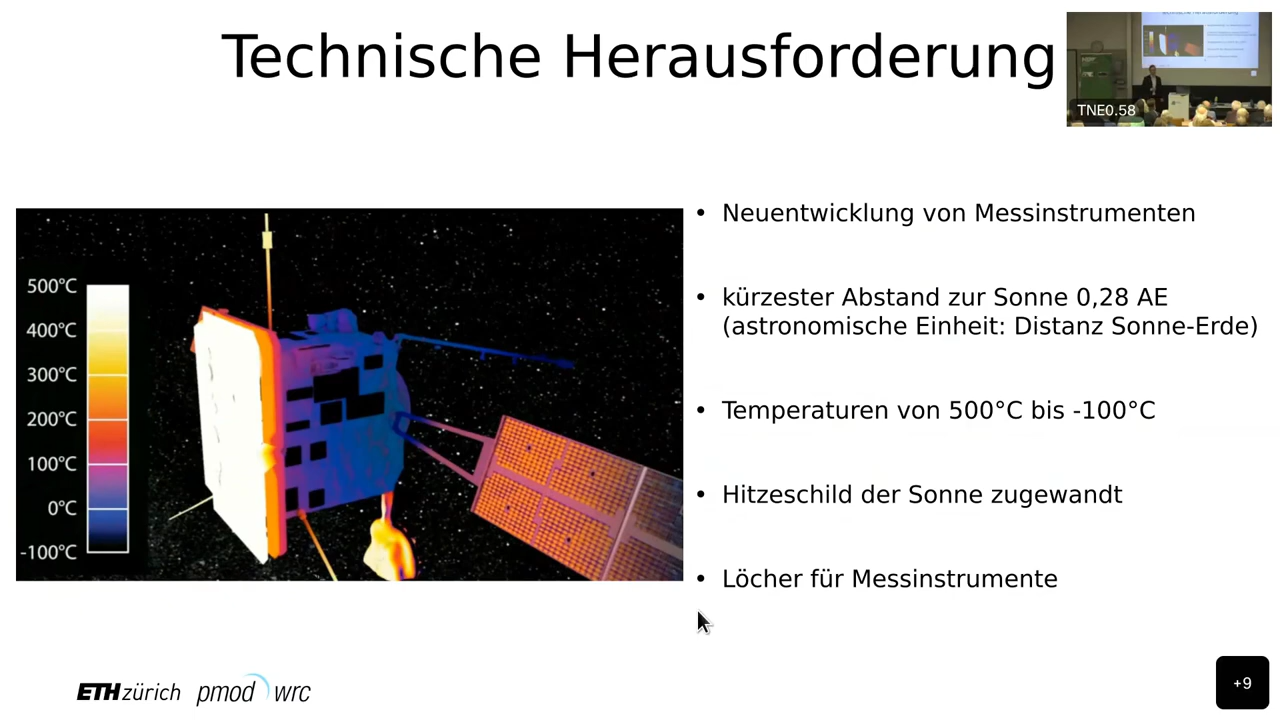 Technische Herausforderung
TNE0.58
500°C
400°C
300°C
200°C
100°C
0°C
-100°C
• Neuentwicklung von Messinstrumenten
• kürzester Abstand zur Sonne 0,28 AE
(astronomische Einheit: Distanz Sonne-Erde)
• Temperaturen von 500°C bis -100°C
• Hitzeschild der Sonne zugewandt
• Löcher für Messinstrumente
ETH zürich pmod wrc
+9